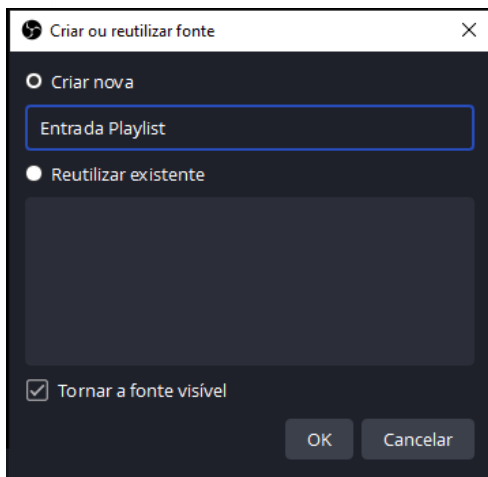 Criar ou reutilizar fonte
Criar nova
Entrada Playlist
Reutilizar existente
Tornar a fonte visível
OK
Cancelar